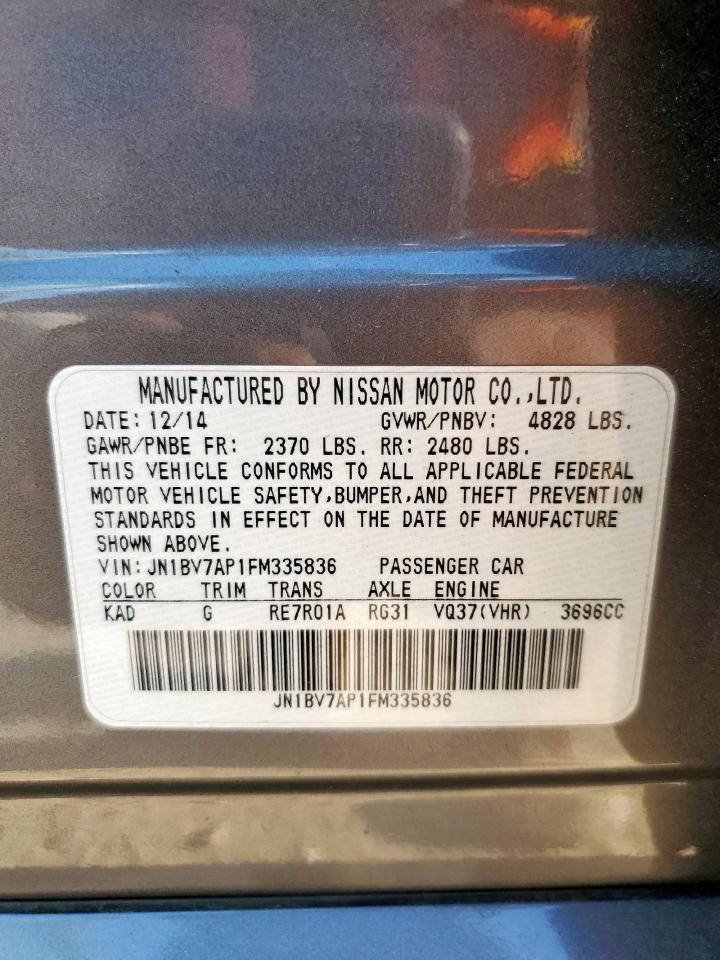 MANUFACTURED BY NISSAN MOTOR CO.,LTD.
DATE: 12/14 GVWR/PNBV: 4828 LBS.
GAWR/PNBE FR: 2370 LBS. RR: 2480 LBS.
THIS VEHICLE CONFORMS TO ALL APPLICABLE FEDERAL
MOTOR VEHICLE SAFETY,BUMPER,AND THEFT PREVENTION
STANDARDS IN EFFECT ON THE DATE OF MANUFACTURE
SHOWN ABOVE.
VIN: JN1BV7AP1FM335836 PASSENGER CAR
COLOR TRIM TRANS AXLE ENGINE
KAD G RE7R01A RG31 VQ37(VHR) 3696CC
JN1BV7AP1FM335836